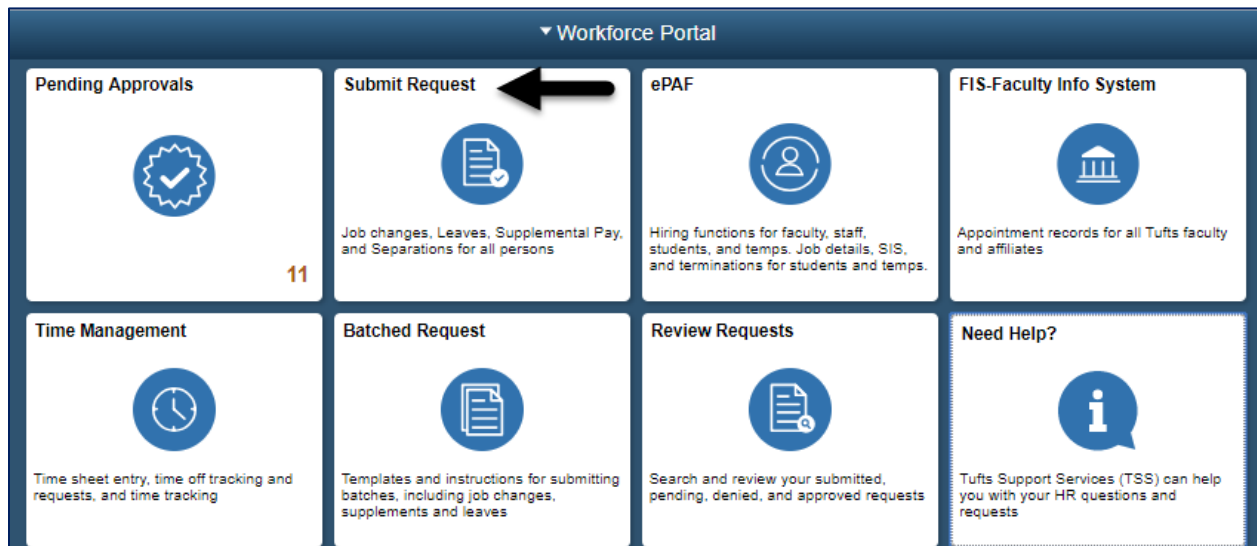 Workforce Portal
Pending Approvals
11
Submit Request
Job changes, Leaves, Supplemental Pay,
and Separations for all persons
ePAF
Hiring functions for faculty, staff,
students, and temps. Job details, SIS,
and terminations for students and temps.
FIS-Faculty Info System
Appointment records for all Tufts faculty
and affiliates
Time Management
Time sheet entry, time off tracking and
requests, and time tracking
Batched Request
Templates and instructions for submitting
batches, including job changes,
supplements and leaves
Review Requests
Search and review your submitted,
pending, denied, and approved requests
Need Help?
Tufts Support Services (TSS) can help
you with your HR questions and
requests